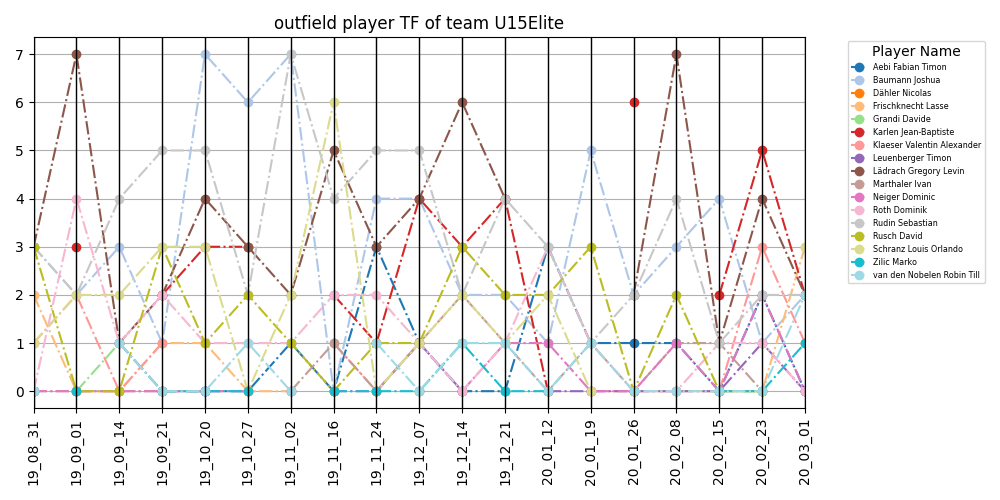 outfield player TF of team U15Elite
7
6
5
4
3
2
1
0
19_08_31
19_09_01
19_09_14
19_09_21
19_10_20
19_10_27
19_11_02
19_11_16
19_11_24
19_12_07
19_12_14
19_12_21
20_01_12
20_01_19
20_01_26
20_02_08
20_02_15
20_02_23
20_03_01
Player Name
Aebi Fabian Timon
Baumann Joshua
Dähler Nicolas
Frischknecht Lasse
Grandi Davide
Karlen Jean-Baptiste
Klaeser Valentin Alexander
Leuenberger Timon
Lädrach Gregory Levin
Marthaler Ivan
Neiger Dominic
Roth Dominik
Rudin Sebastian
Rusch David
Schranz Louis Orlando
Zilic Marko
van den Nobelen Robin Till